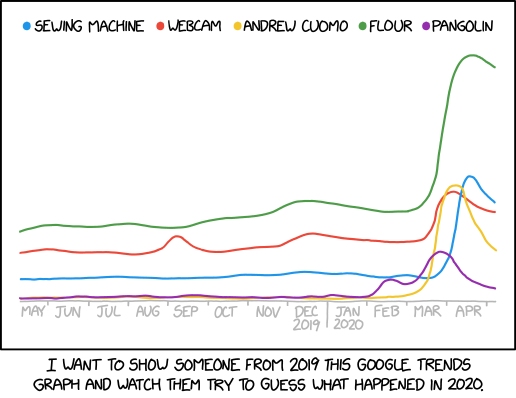 SEWING MACHINE WEBCAM ANDREW CUOMO FLOUR PANGOLIN
MAY JUN JUL AUG SEP OCT NOV DEC JAN FEB MAR APR
2019 2020
I WANT TO SHOW SOMEONE FROM 2019 THIS GOOGLE TRENDS
GRAPH AND WATCH THEM TRY TO GUESS WHAT HAPPENED IN 2020.